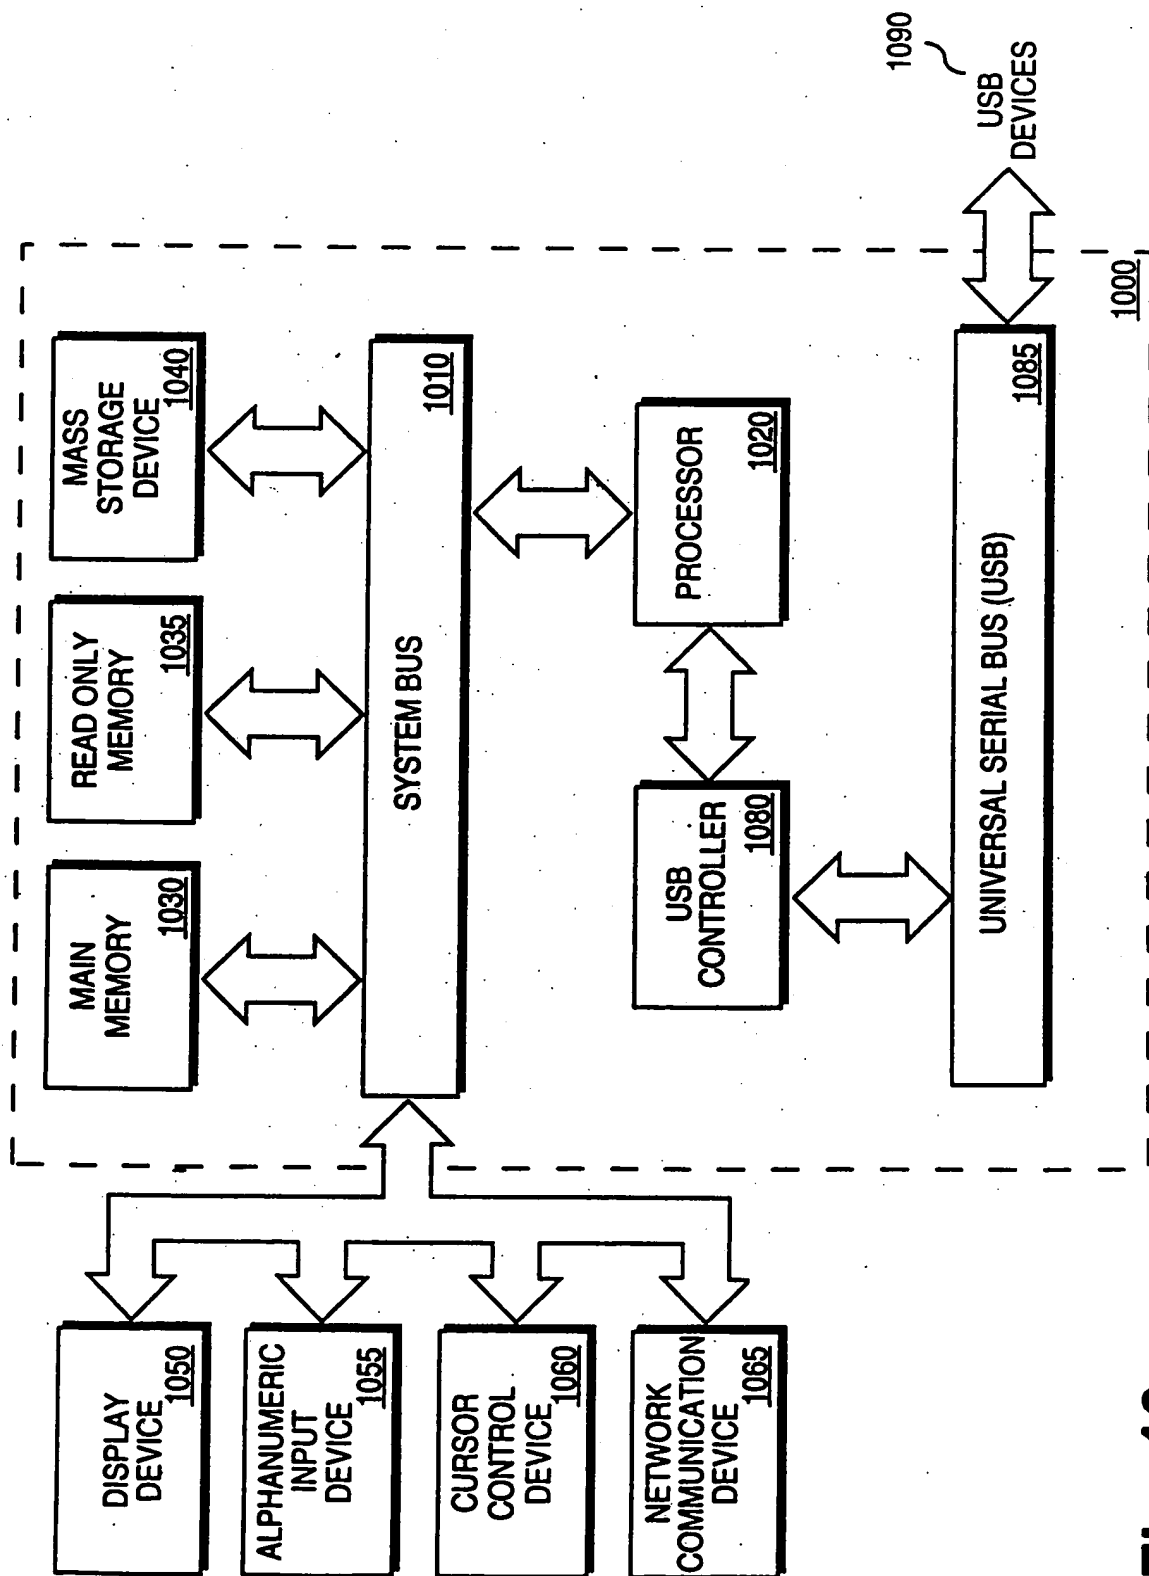 DISPLAY
DEVICE
1050
ALPHANUMERIC
INPUT
DEVICE
1055
CURSOR
CONTROL
DEVICE
1060
NETWORK
COMMUNICATION
DEVICE
1065
MAIN
MEMORY
1030
READ ONLY
MEMORY
1035
MASS
STORAGE
DEVICE
1040
SYSTEM BUS
1010
USB
CONTROLLER
1080
PROCESSOR
1020
UNIVERSAL SERIAL BUS (USB)
1085
1000
1090
USB
DEVICES